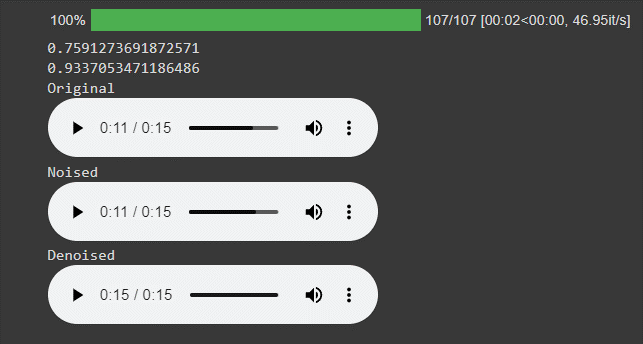 100% 107/107 [00:02<00:00, 46.95it/s]
0.7591273691872571
0.9337053471186486
Original
0:11 / 0:15
Noised
0:11 / 0:15
Denoised
0:15 / 0:15